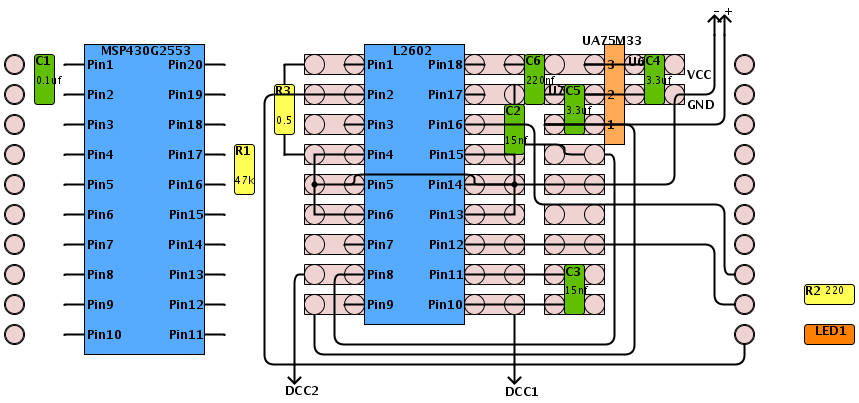 - +
UA75M33
MSP430G2553
L2602
C1
0.1uf
Pin1
Pin2
Pin3
Pin4
Pin5
Pin6
Pin7
Pin8
Pin9
Pin10
Pin20
Pin19
Pin18
Pin17
Pin16
Pin15
Pin14
Pin13
Pin12
Pin11
R1
47k
R3
0.5
Pin1
Pin2
Pin3
Pin4
Pin5
Pin6
Pin7
Pin8
Pin9
Pin18
Pin17
Pin16
Pin15
Pin14
Pin13
Pin12
Pin11
Pin10
C6
220nf
C2
15nf
U7
C5
3.3uf
3
2
1
U6
C4
3.3uf
VCC
GND
C3
15nf
R2 220
LED1
DCC2
DCC1